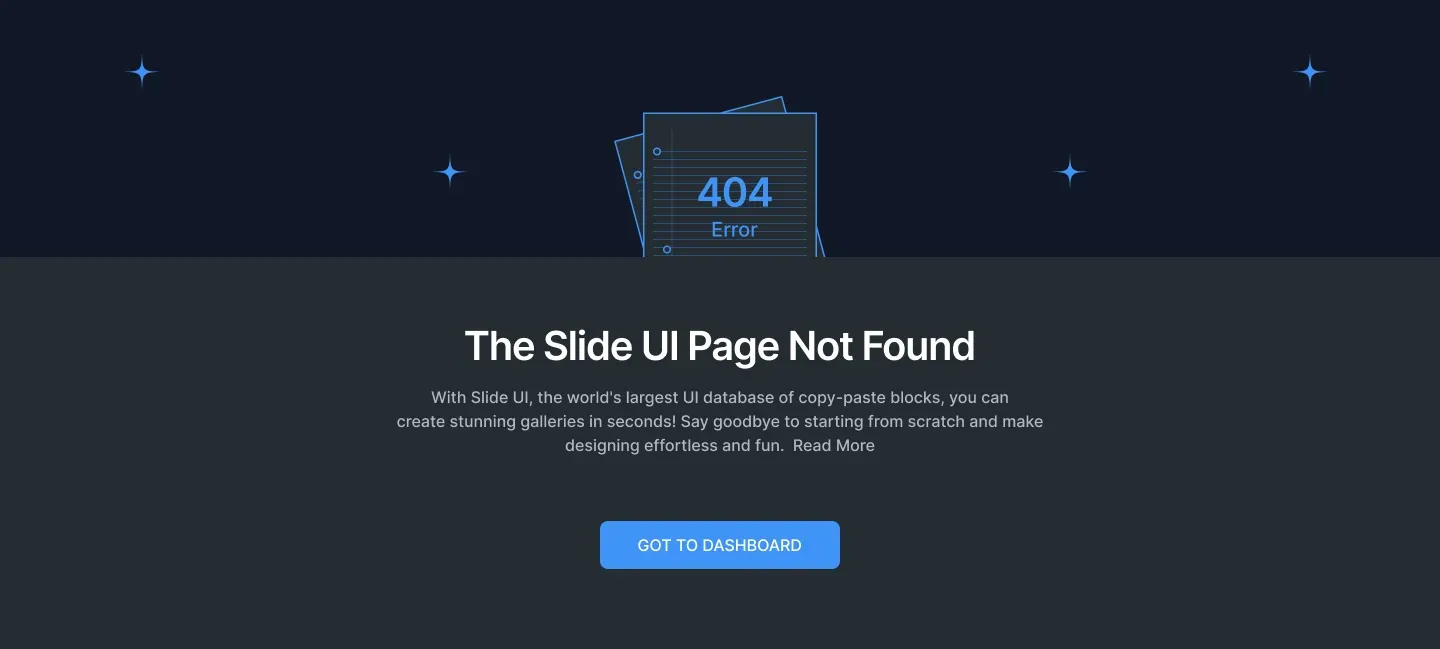 404
Error
The Slide UI Page Not Found
With Slide UI, the world's largest UI database of copy-paste blocks, you can
create stunning galleries in seconds! Say goodbye to starting from scratch and make
designing effortless and fun. Read More
GOT TO DASHBOARD